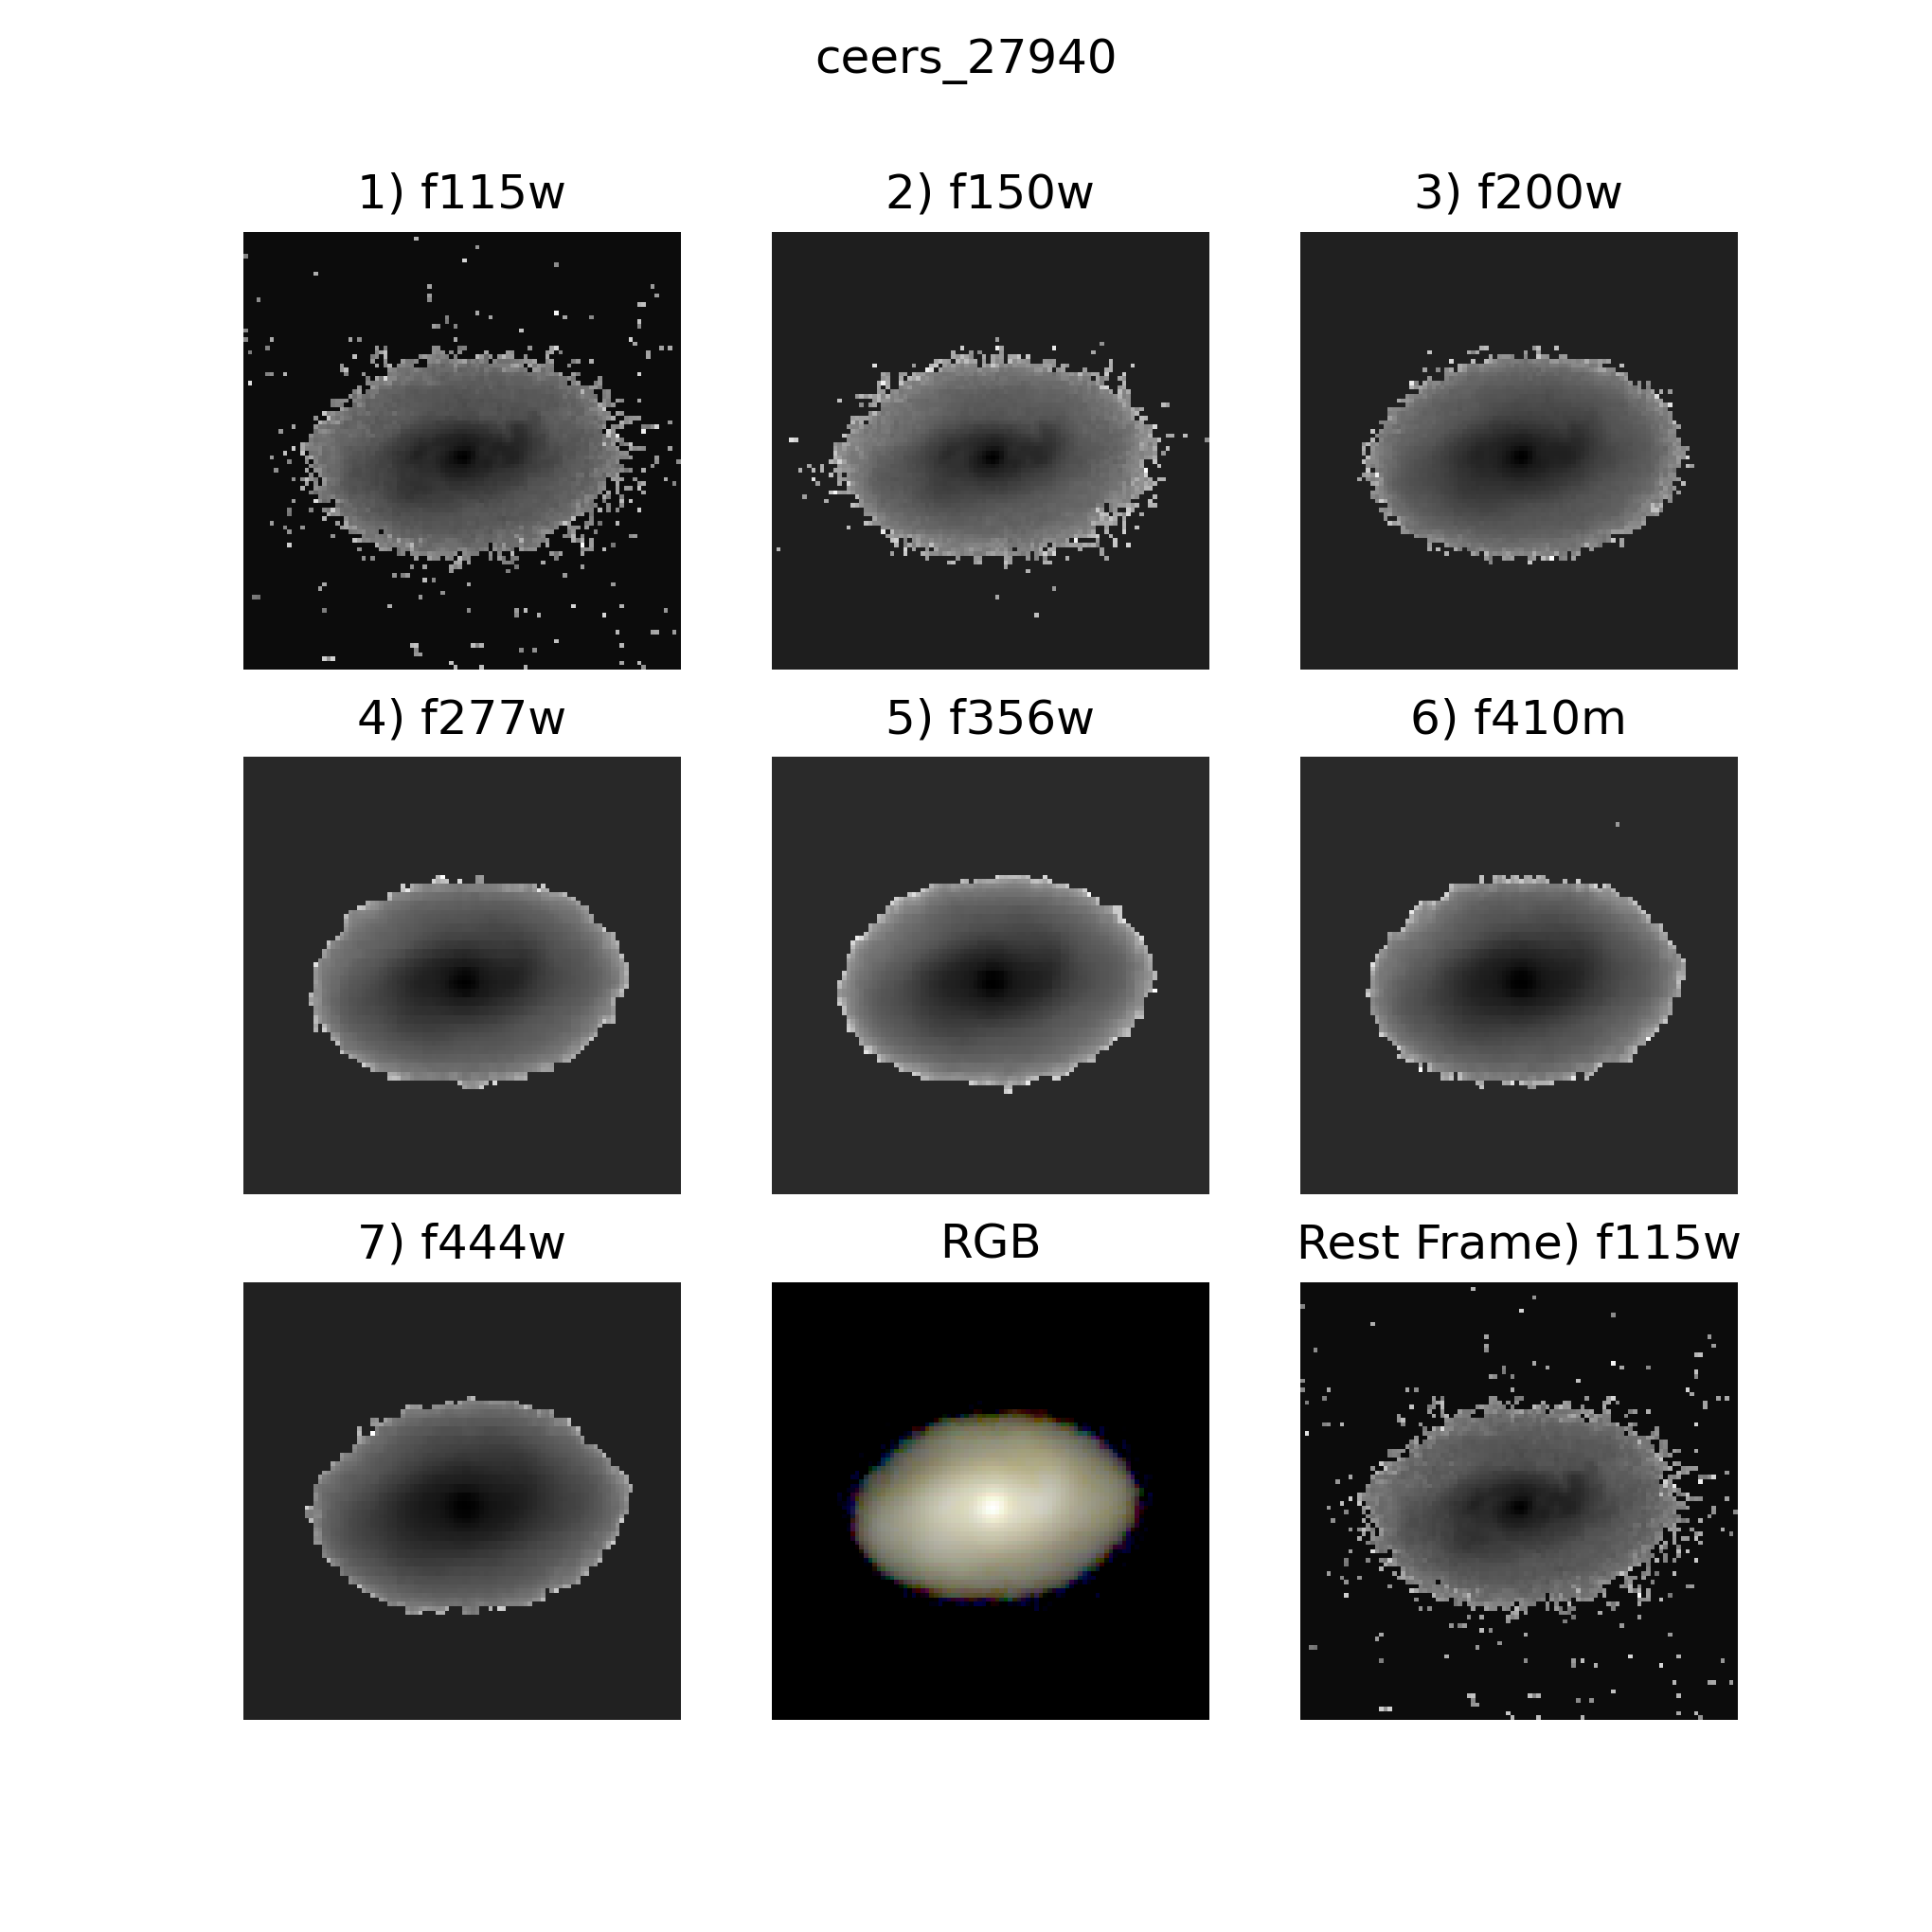 ceers_27940
1) f115w
2) f150w
3) f200w
4) f277w
5) f356w
6) f410m
7) f444w
RGB
Rest Frame) f115w